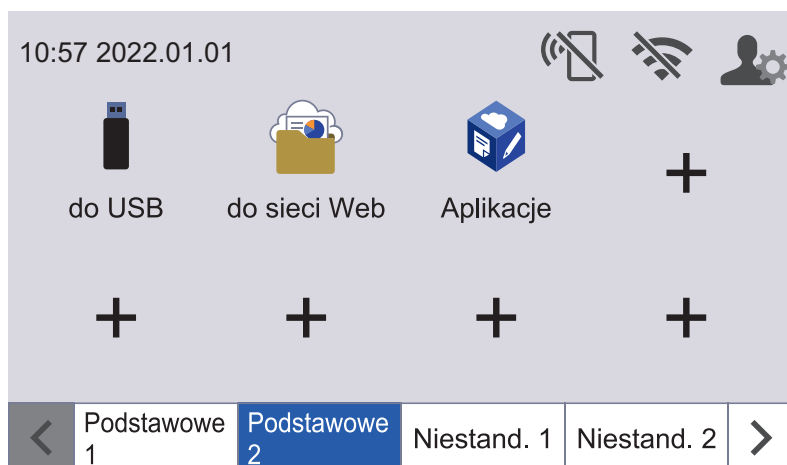 10:57 2022.01.01
do USB do sieci Web Aplikacje
Podstawowe
1
Podstawowe
2
Niestand. 1
Niestand. 2